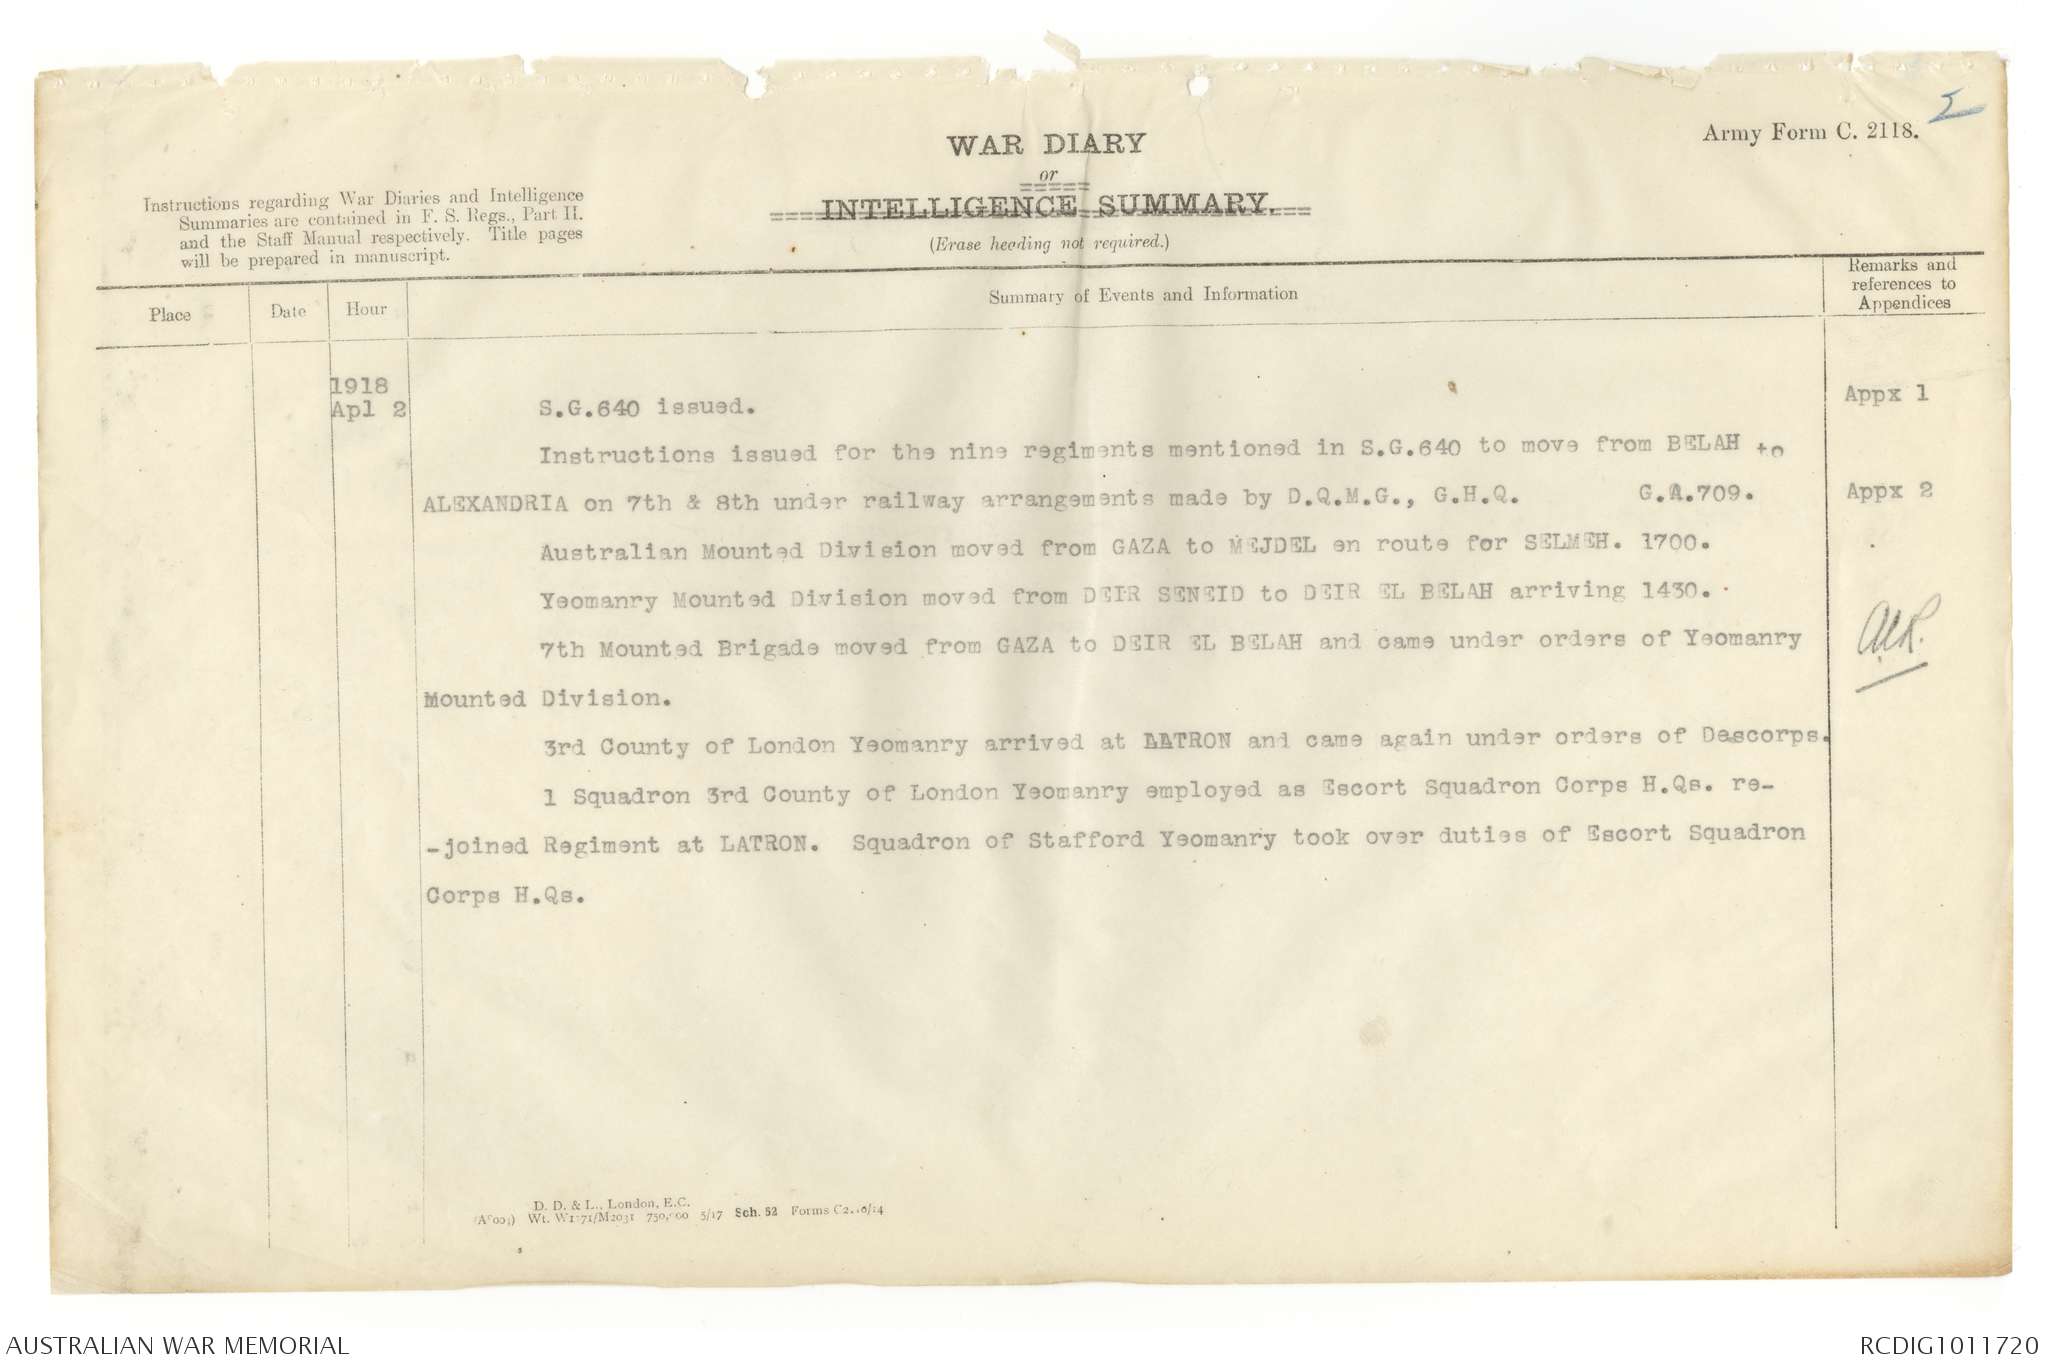 Army Form C. 2118.
WAR DIARY
or
INTELLIGENCE SUMMARY.
(Erase heading not required.)
Instructions regarding War Diaries and Intelligence
Summaries are contained in F. S. Regs., Part II.
and the Staff Manual respectively. Title pages
will be prepared in manuscript.
Place Date Hour Summary of Events and Information Remarks and references to Appendices
1918
Apl 2 S.G.640 issued. Appx 1
Instructions issued for the nine regiments mentioned in S.G.640 to move from BELAH to
ALEXANDRIA on 7th & 8th under railway arrangements made by D.Q.M.G., G.H.Q. G.A.709. Appx 2
Australian Mounted Division moved from GAZA to MEJDEL en route for SELMEH. 1700.
Yeomanry Mounted Division moved from DEIR SENEID to DEIR EL BELAH arriving 1430.
7th Mounted Brigade moved from GAZA to DEIR EL BELAH and came under orders of Yeomanry
Mounted Division.
3rd County of London Yeomanry arrived at LATRON and came again under orders of Descorps.
1 Squadron 3rd County of London Yeomanry employed as Escort Squadron Corps H.Qs. re-
-joined Regiment at LATRON. Squadron of Stafford Yeomanry took over duties of Escort Squadron
Corps H.Qs.
D. D. & L., London, E.C.
5/17 Sch. 52 Forms
AUSTRALIAN WAR MEMORIAL
RCDIG1011720